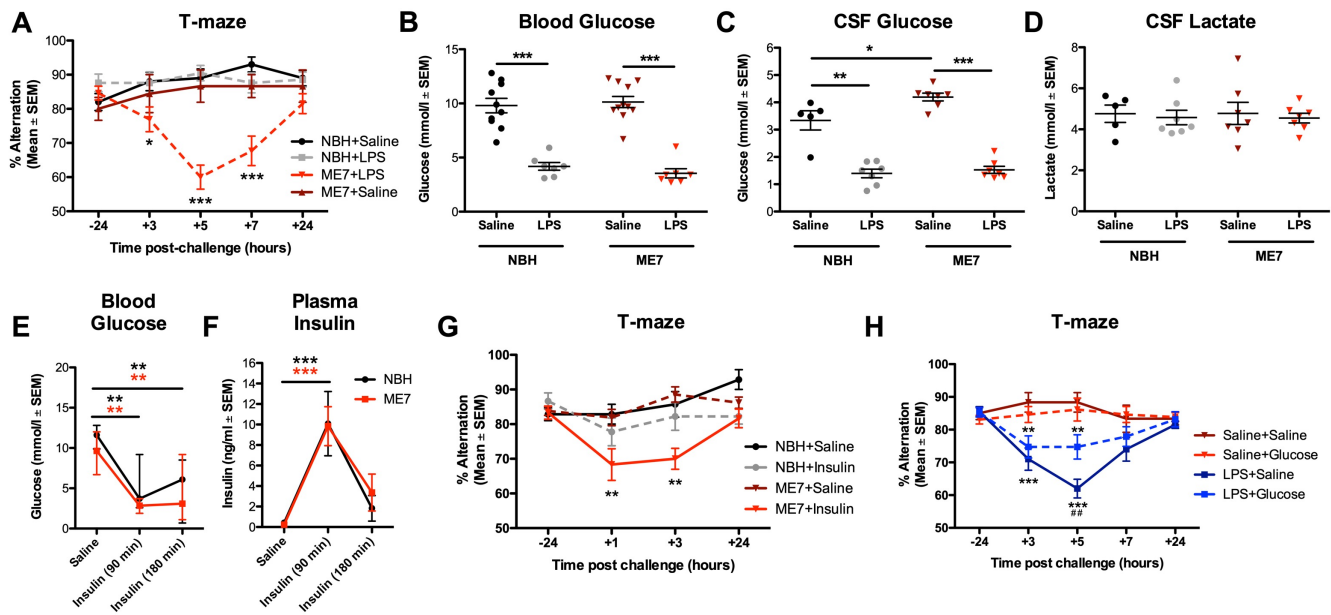 A
T-maze
% Alternation
(Mean ± SEM)
100
90
80
70
60
50
-24
+3
+5
+7
+24
Time post-challenge (hours)
*
***
***
NBH+Saline
NBH+LPS
ME7+LPS
ME7+Saline
B
Blood Glucose
Glucose (mmol/l ± SEM)
15
10
5
0
***
***
Saline
LPS
Saline
LPS
NBH
ME7
C
CSF Glucose
Glucose (mmol/l ± SEM)
6
5
4
3
2
1
0
*
**
***
Saline
LPS
Saline
LPS
NBH
ME7
D
CSF Lactate
Lactate (mmol/l ± SEM)
8
6
4
2
0
Saline
LPS
Saline
LPS
NBH
ME7
E
Blood
Glucose
Glucose (mmol/l ± SEM)
20
15
10
5
0
**
**
**
**
Saline
Insulin (90 min)
Insulin (180 min)
F
Plasma
Insulin
Insulin (ng/ml ± SEM)
16
14
12
10
8
6
4
2
0
***
***
Saline
Insulin (90 min)
Insulin (180 min)
NBH
ME7
G
T-maze
% Alternation
(Mean ± SEM)
100
90
80
70
60
50
**
**
-24
+1
+3
+24
Time post challenge (hours)
NBH+Saline
NBH+Insulin
ME7+Saline
ME7+Insulin
H
T-maze
% Alternation
(Mean ± SEM)
100
90
80
70
60
50
**
**
***
***
##
-24
+3
+5
+7
+24
Time post challenge (hours)
Saline+Saline
Saline+Glucose
LPS+Saline
LPS+Glucose